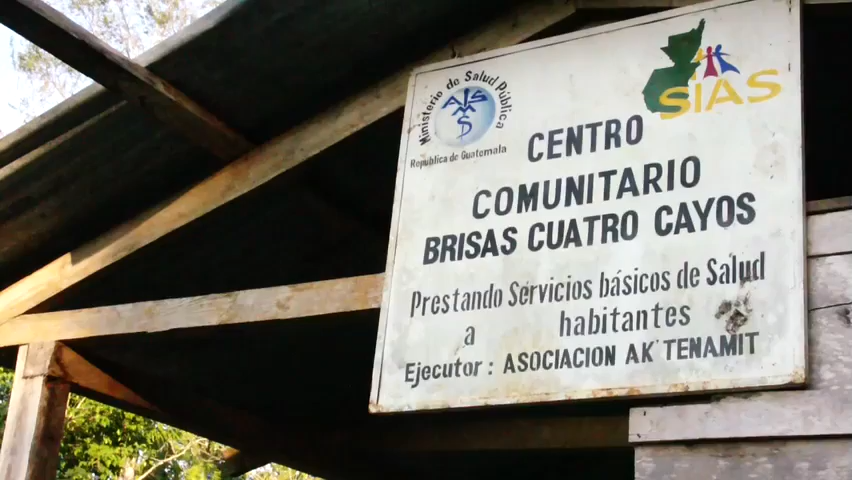 Ministerio de Salud Pública
República de Guatemala
SIAS
CENTRO
COMUNITARIO
BRISAS CUATRO CAYOS
Prestando Servicios básicos de Salud
a habitantes
Ejecutor : ASOCIACION AK' TENAMIT